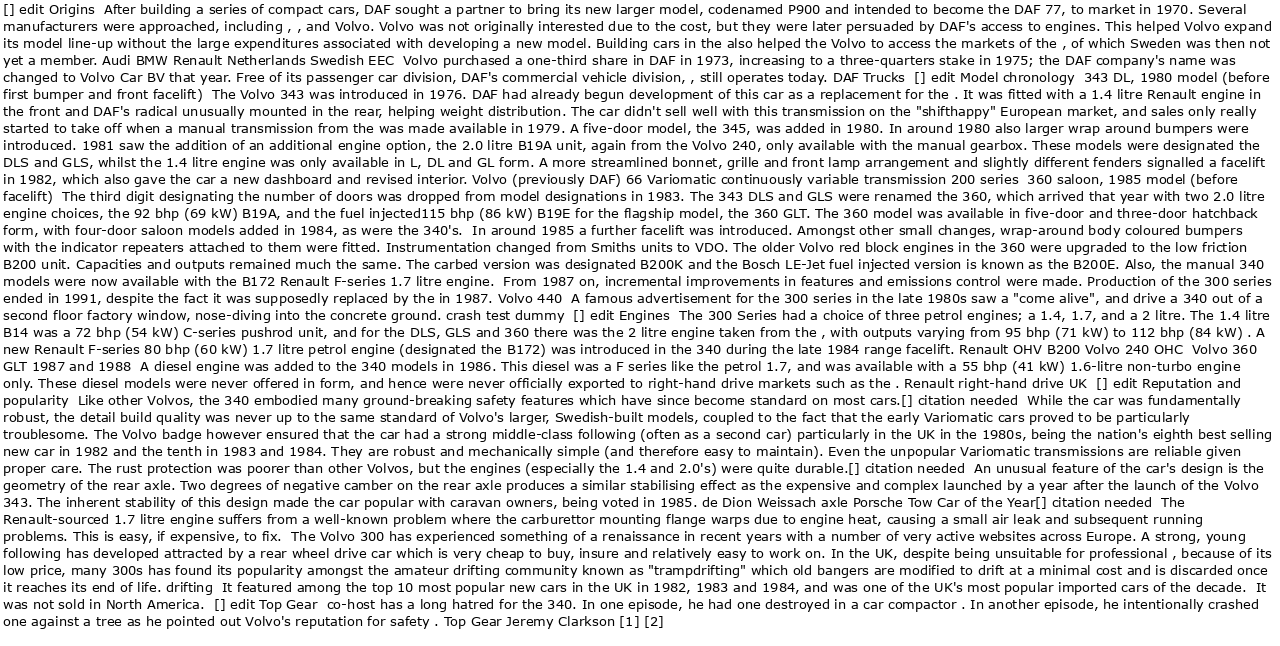 [] edit Origins  After building a series of compact cars, DAF sought a partner to bring its new larger model, codenamed P900 and intended to become the DAF 77, to market in 1970. Several
manufacturers were approached, including , , and Volvo. Volvo was not originally interested due to the cost, but they were later persuaded by DAF's access to engines. This helped Volvo expand
its model line-up without the large expenditures associated with developing a new model. Building cars in the also helped the Volvo to access the markets of the , of which Sweden was then not
yet a member. Audi BMW Renault Netherlands Swedish EEC  Volvo purchased a one-third share in DAF in 1973, increasing to a three-quarters stake in 1975; the DAF company's name was
changed to Volvo Car BV that year. Free of its passenger car division, DAF's commercial vehicle division, , still operates today. DAF Trucks  [] edit Model chronology  343 DL, 1980 model (before
first bumper and front facelift)  The Volvo 343 was introduced in 1976. DAF had already begun development of this car as a replacement for the . It was fitted with a 1.4 litre Renault engine in
the front and DAF's radical unusually mounted in the rear, helping weight distribution. The car didn't sell well with this transmission on the "shifthappy" European market, and sales only really
started to take off when a manual transmission from the was made available in 1979. A five-door model, the 345, was added in 1980. In around 1980 also larger wrap around bumpers were
introduced. 1981 saw the addition of an additional engine option, the 2.0 litre B19A unit, again from the Volvo 240, only available with the manual gearbox. These models were designated the
DLS and GLS, whilst the 1.4 litre engine was only available in L, DL and GL form. A more streamlined bonnet, grille and front lamp arrangement and slightly different fenders signalled a facelift
in 1982, which also gave the car a new dashboard and revised interior. Volvo (previously DAF) 66 Variomatic continuously variable transmission 200 series  360 saloon, 1985 model (before
facelift)  The third digit designating the number of doors was dropped from model designations in 1983. The 343 DLS and GLS were renamed the 360, which arrived that year with two 2.0 litre
engine choices, the 92 bhp (69 kW) B19A, and the fuel injected115 bhp (86 kW) B19E for the flagship model, the 360 GLT. The 360 model was available in five-door and three-door hatchback
form, with four-door saloon models added in 1984, as were the 340's.  In around 1985 a further facelift was introduced. Amongst other small changes, wrap-around body coloured bumpers
with the indicator repeaters attached to them were fitted. Instrumentation changed from Smiths units to VDO. The older Volvo red block engines in the 360 were upgraded to the low friction
B200 unit. Capacities and outputs remained much the same. The carbed version was designated B200K and the Bosch LE-Jet fuel injected version is known as the B200E. Also, the manual 340
models were now available with the B172 Renault F-series 1.7 litre engine.  From 1987 on, incremental improvements in features and emissions control were made. Production of the 300 series
ended in 1991, despite the fact it was supposedly replaced by the in 1987. Volvo 440  A famous advertisement for the 300 series in the late 1980s saw a "come alive", and drive a 340 out of a
second floor factory window, nose-diving into the concrete ground. crash test dummy  [] edit Engines  The 300 Series had a choice of three petrol engines; a 1.4, 1.7, and a 2 litre. The 1.4 litre
B14 was a 72 bhp (54 kW) C-series pushrod unit, and for the DLS, GLS and 360 there was the 2 litre engine taken from the , with outputs varying from 95 bhp (71 kW) to 112 bhp (84 kW) . A
new Renault F-series 80 bhp (60 kW) 1.7 litre petrol engine (designated the B172) was introduced in the 340 during the late 1984 range facelift. Renault OHV B200 Volvo 240 OHC  Volvo 360
GLT 1987 and 1988  A diesel engine was added to the 340 models in 1986. This diesel was a F series like the petrol 1.7, and was available with a 55 bhp (41 kW) 1.6-litre non-turbo engine
only. These diesel models were never offered in form, and hence were never officially exported to right-hand drive markets such as the . Renault right-hand drive UK  [] edit Reputation and
popularity  Like other Volvos, the 340 embodied many ground-breaking safety features which have since become standard on most cars.[] citation needed  While the car was fundamentally
robust, the detail build quality was never up to the same standard of Volvo's larger, Swedish-built models, coupled to the fact that the early Variomatic cars proved to be particularly
troublesome. The Volvo badge however ensured that the car had a strong middle-class following (often as a second car) particularly in the UK in the 1980s, being the nation's eighth best selling
new car in 1982 and the tenth in 1983 and 1984. They are robust and mechanically simple (and therefore easy to maintain). Even the unpopular Variomatic transmissions are reliable given
proper care. The rust protection was poorer than other Volvos, but the engines (especially the 1.4 and 2.0's) were quite durable.[] citation needed  An unusual feature of the car's design is the
geometry of the rear axle. Two degrees of negative camber on the rear axle produces a similar stabilising effect as the expensive and complex launched by a year after the launch of the Volvo
343. The inherent stability of this design made the car popular with caravan owners, being voted in 1985. de Dion Weissach axle Porsche Tow Car of the Year[] citation needed  The
Renault-sourced 1.7 litre engine suffers from a well-known problem where the carburettor mounting flange warps due to engine heat, causing a small air leak and subsequent running
problems. This is easy, if expensive, to fix.  The Volvo 300 has experienced something of a renaissance in recent years with a number of very active websites across Europe. A strong, young
following has developed attracted by a rear wheel drive car which is very cheap to buy, insure and relatively easy to work on. In the UK, despite being unsuitable for professional , because of its
low price, many 300s has found its popularity amongst the amateur drifting community known as "trampdrifting" which old bangers are modified to drift at a minimal cost and is discarded once
it reaches its end of life. drifting  It featured among the top 10 most popular new cars in the UK in 1982, 1983 and 1984, and was one of the UK's most popular imported cars of the decade.  It
was not sold in North America.  [] edit Top Gear  co-host has a long hatred for the 340. In one episode, he had one destroyed in a car compactor . In another episode, he intentionally crashed
one against a tree as he pointed out Volvo's reputation for safety . Top Gear Jeremy Clarkson [1] [2]